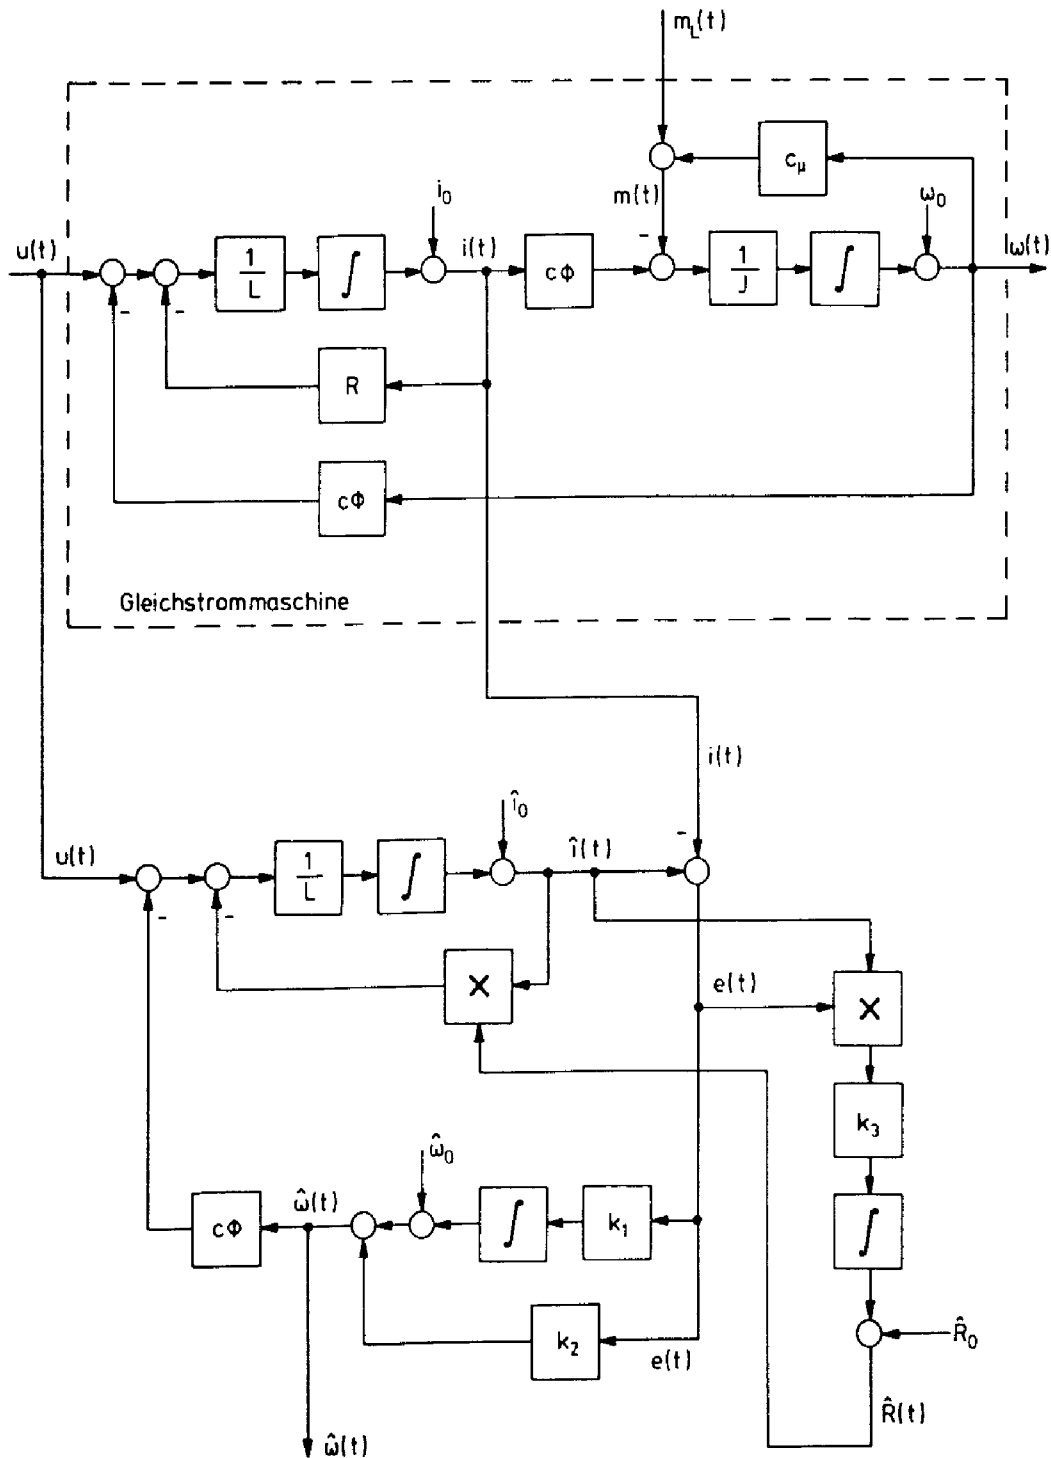 m_L(t)
c_μ
i_0
m(t)
ω_0
u(t)
1/L
∫
i(t)
cΦ
-
1/J
∫
ω(t)
-
-
R
cΦ
Gleichstrommaschine
i(t)
î_0
-
u(t)
1/L
∫
î(t)
-
-
×
e(t)
×
k_3
ω̂_0
ω̂(t)
cΦ
∫
k_1
∫
k_2
e(t)
R̂_0
R̂(t)
ω̂(t)